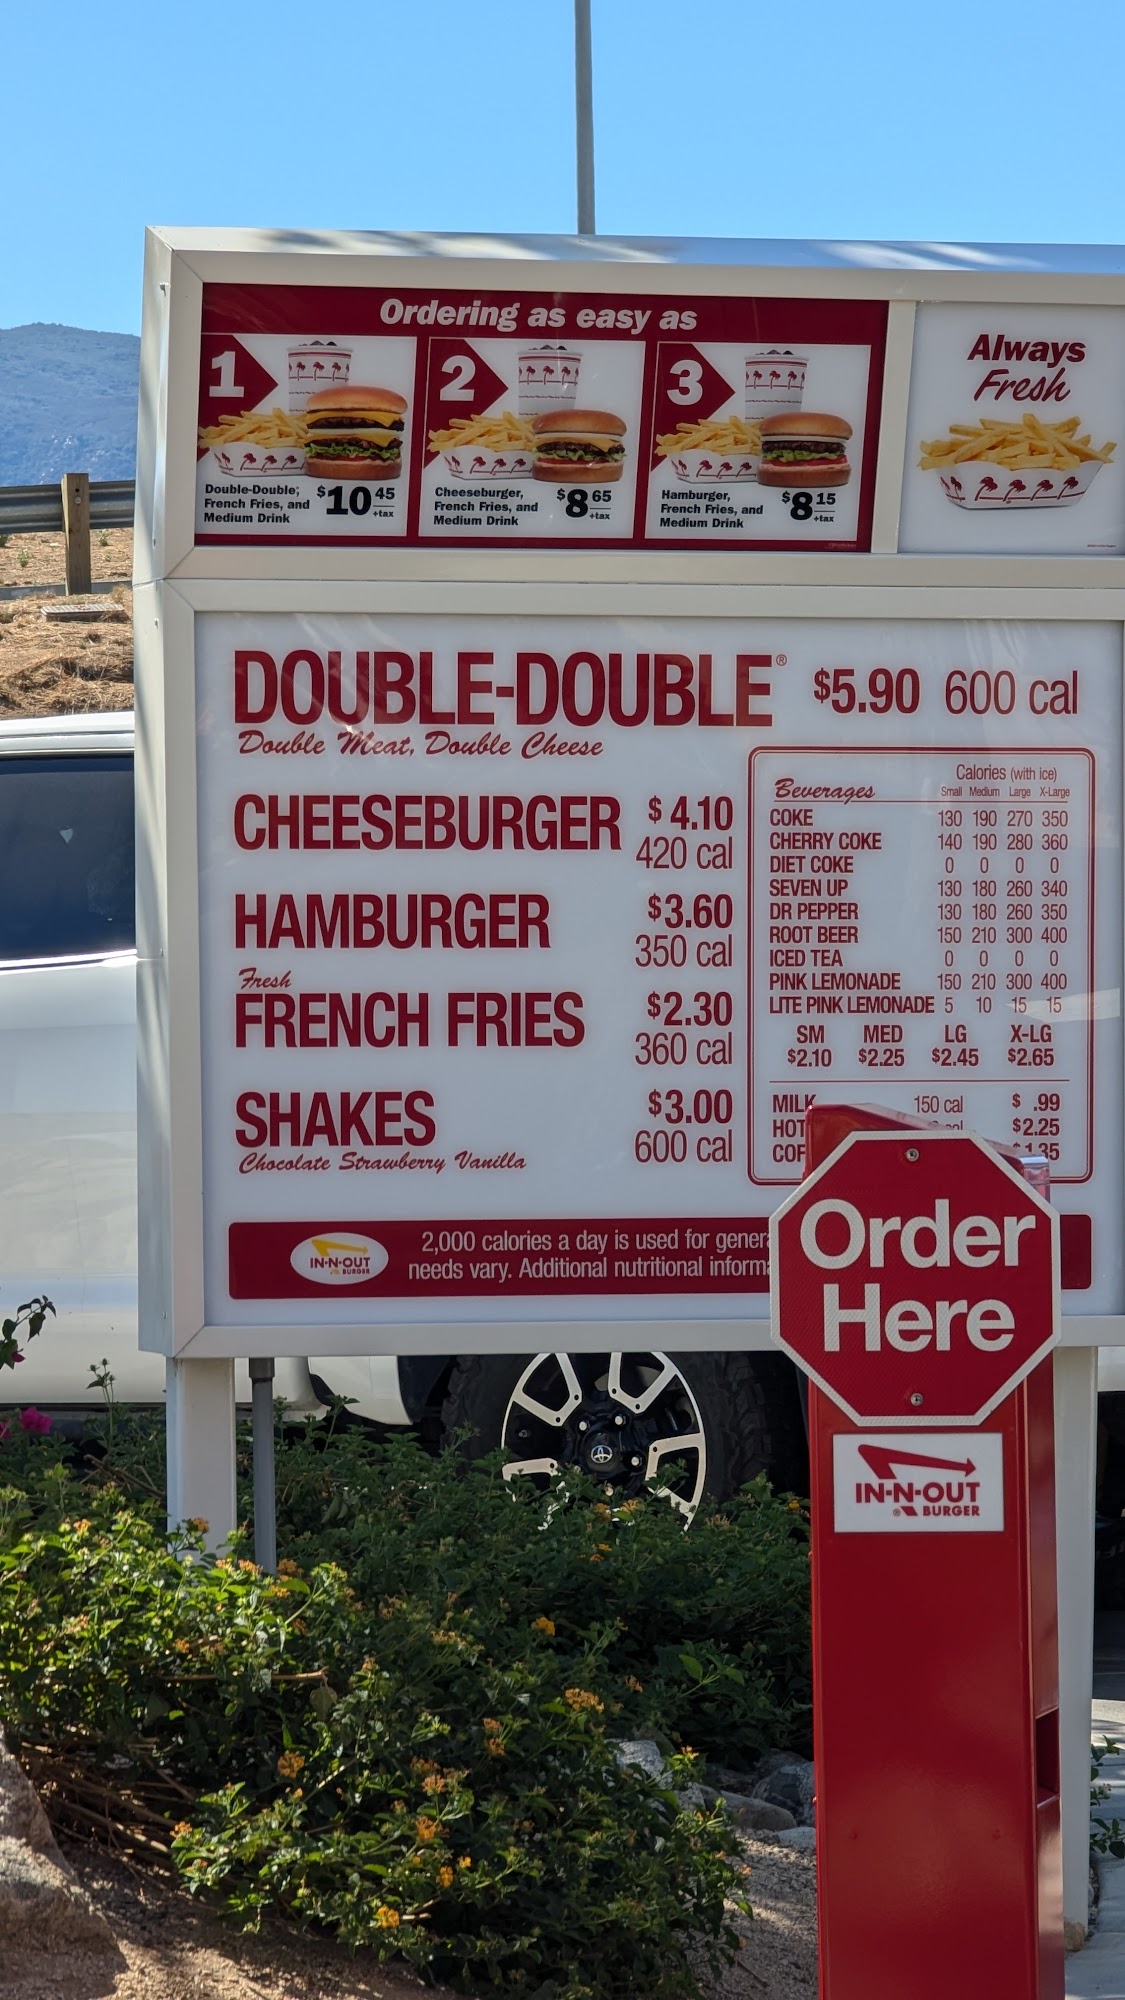 Ordering as easy as
1
Double-Double®,
French Fries, and
Medium Drink
$10 45
+tax
2
Cheeseburger,
French Fries, and
Medium Drink
$8 65
+tax
3
Hamburger,
French Fries, and
Medium Drink
$8 15
+tax
Always
Fresh
DOUBLE-DOUBLE® $5.90 600 cal
Double Meat, Double Cheese
CHEESEBURGER $4.10
420 cal
HAMBURGER $3.60
350 cal
Fresh
FRENCH FRIES $2.30
360 cal
SHAKES $3.00
600 cal
Chocolate Strawberry Vanilla
Calories (with ice)
Beverages Small Medium Large X-Large
COKE 130 190 270 350
CHERRY COKE 140 190 280 360
DIET COKE 0 0 0 0
SEVEN UP 130 180 260 340
DR PEPPER 130 180 260 350
ROOT BEER 150 210 300 400
ICED TEA 0 0 0 0
PINK LEMONADE 150 210 300 400
LITE PINK LEMONADE 5 10 15 15
SM MED LG X-LG
$2.10 $2.25 $2.45 $2.65
MILK 150 cal $ .99
HOT cal $2.25
COF $1.35
IN-N-OUT
BURGER
2,000 calories a day is used for genera
needs vary. Additional nutritional informa
Order
Here
IN-N-OUT
® BURGER